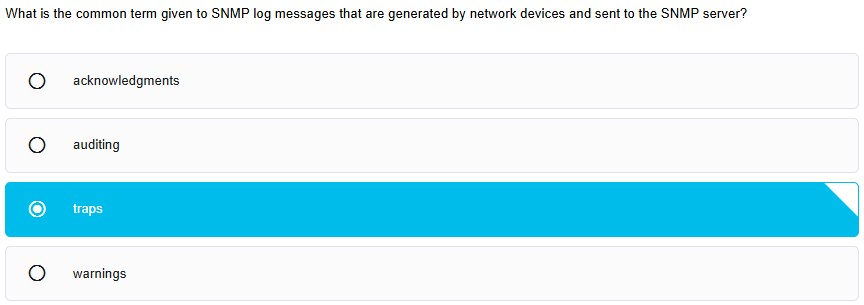 What is the common term given to SNMP log messages that are generated by network devices and sent to the SNMP server?
acknowledgments
auditing
traps
warnings